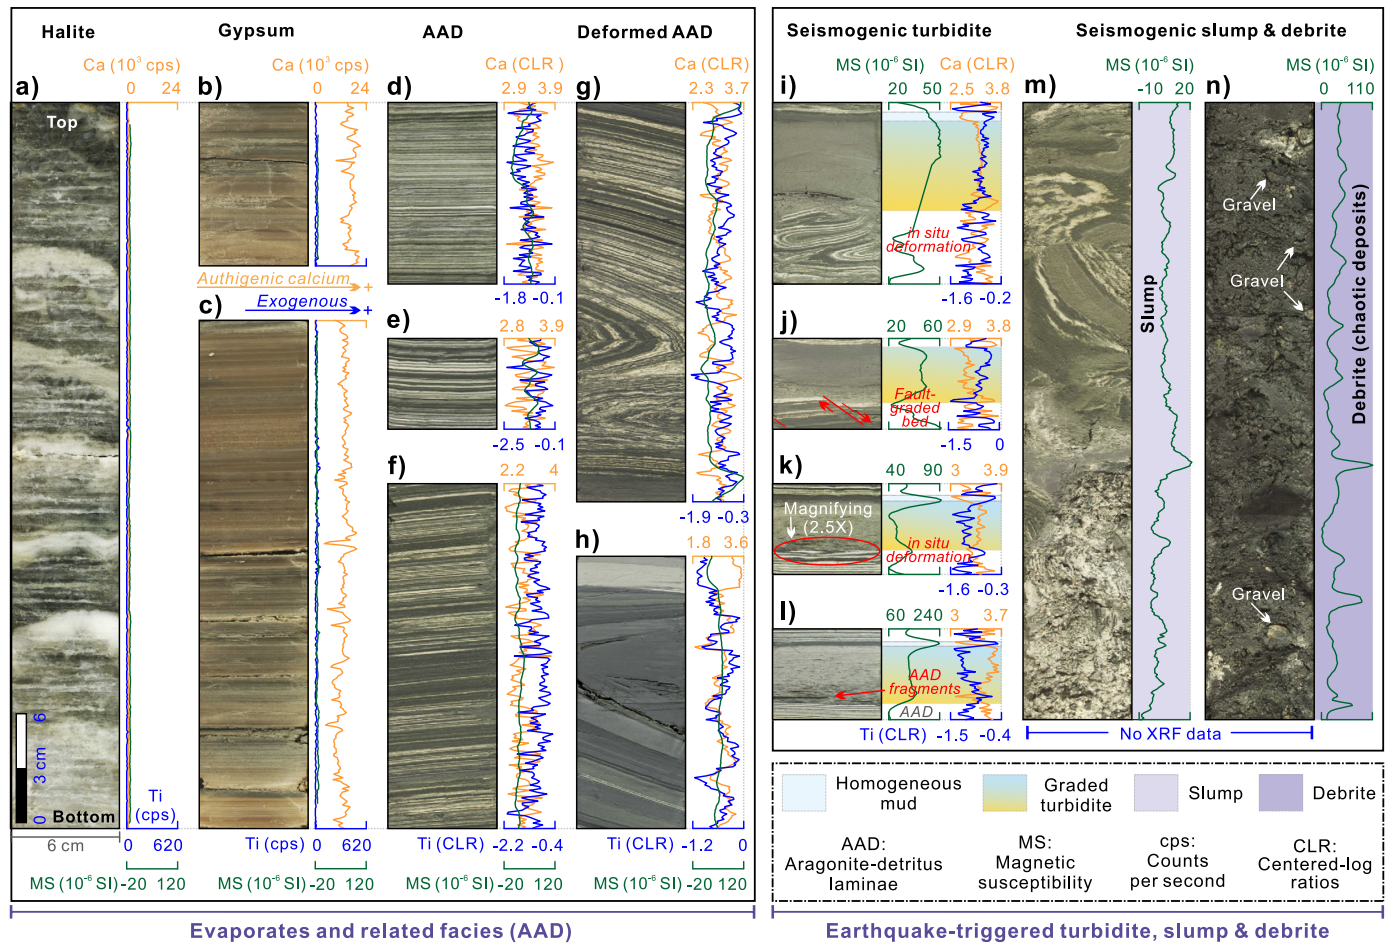 Halite
Gypsum
AAD
Deformed AAD
Seismogenic turbidite
Seismogenic slump & debrite
Ca (10³ cps)
Ca (10³ cps)
Ca (CLR)
Ca (CLR)
MS (10⁻⁶ SI)
Ca (CLR)
MS (10⁻⁶ SI)
MS (10⁻⁶ SI)
a)
0 24
b)
0 24
d)
2.9 3.9
g)
2.3 3.7
i)
20 50
2.5 3.8
m)
-10 20
n)
0 110
Top
in situ
deformation
Authigenic calcium +
Exogenous +
-1.8 -0.1
-1.6 -0.2
c)
e)
2.8 3.9
j)
20 60
2.9 3.8
Fault-
graded
bed
-2.5 -0.1
-1.5 0
f)
2.2 4
k)
40 90
3 3.9
Magnifying
(2.5X)
in situ
deformation
-1.9 -0.3
-1.6 -0.3
h)
1.8 3.6
l)
60 240
3 3.7
AAD
fragments
AAD
Ti (CLR) -1.5 -0.4
Slump
Gravel
Gravel
Gravel
Debrite (chaotic deposits)
No XRF data
0 3 cm 6
Bottom
6 cm
Ti
(cps)
0 620
Ti (cps) 0 620
Ti (CLR) -2.2 -0.4
Ti (CLR) -1.2 0
MS (10⁻⁶ SI) -20 120
MS (10⁻⁶ SI) -20 120
MS (10⁻⁶ SI) -20 120
MS (10⁻⁶ SI) -20 120
Homogeneous
mud
Graded
turbidite
Slump
Debrite
AAD:
Aragonite-detritus
laminae
MS:
Magnetic
susceptibility
cps:
Counts
per second
CLR:
Centered-log
ratios
Evaporates and related facies (AAD)
Earthquake-triggered turbidite, slump & debrite